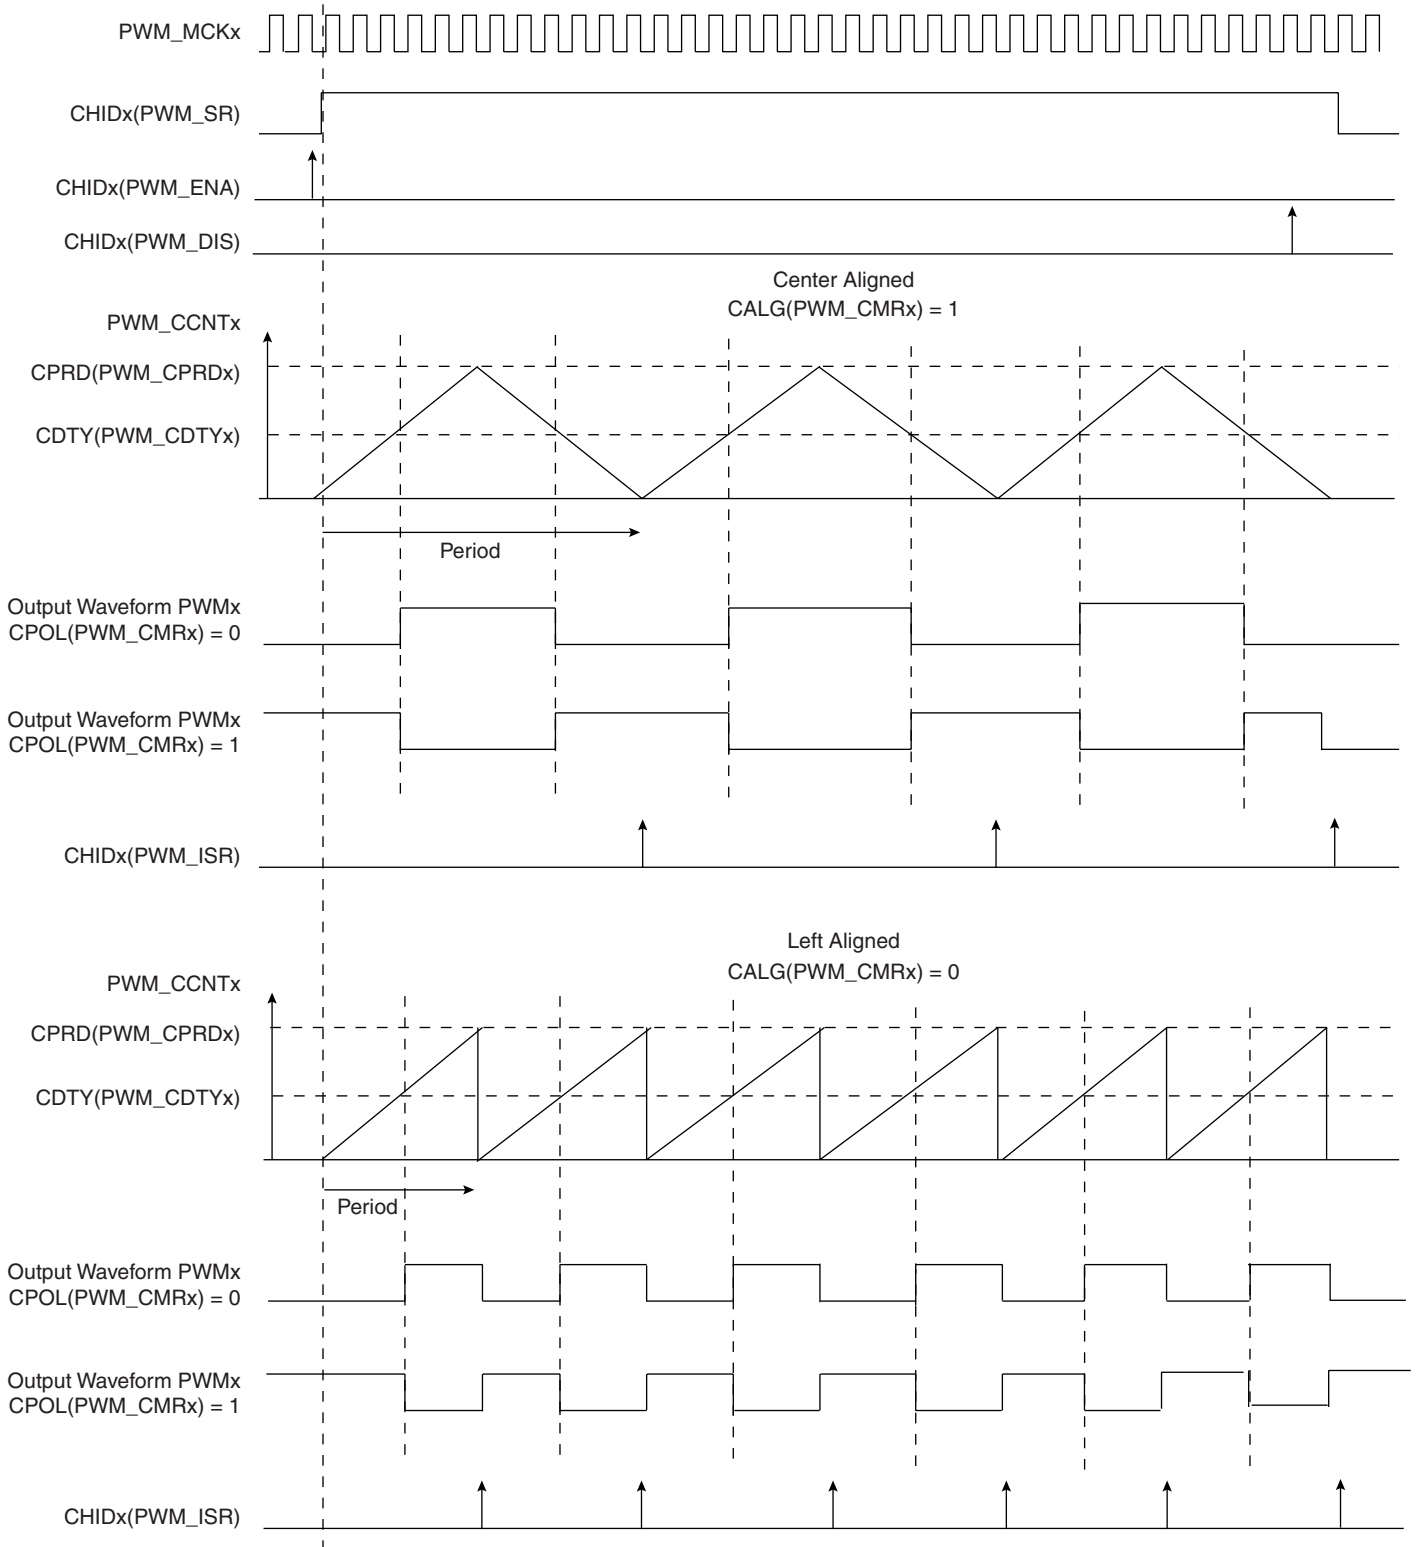 PWM_MCKx
CHIDx(PWM_SR)
CHIDx(PWM_ENA)
CHIDx(PWM_DIS)
Center Aligned
CALG(PWM_CMRx) = 1
PWM_CCNTx
CPRD(PWM_CPRDx)
CDTY(PWM_CDTYx)
Period
Output Waveform PWMx
CPOL(PWM_CMRx) = 0
Output Waveform PWMx
CPOL(PWM_CMRx) = 1
CHIDx(PWM_ISR)
Left Aligned
CALG(PWM_CMRx) = 0
PWM_CCNTx
CPRD(PWM_CPRDx)
CDTY(PWM_CDTYx)
Period
Output Waveform PWMx
CPOL(PWM_CMRx) = 0
Output Waveform PWMx
CPOL(PWM_CMRx) = 1
CHIDx(PWM_ISR)